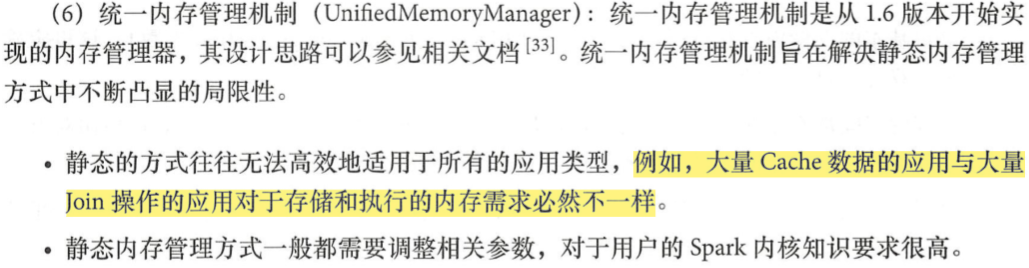 （6）统一内存管理机制（UnifiedMemoryManager）：统一内存管理机制是从 1.6 版本开始实
现的内存管理器，其设计思路可以参见相关文档 [33]。统一内存管理机制旨在解决静态内存管理
方式中不断凸显的局限性。
• 静态的方式往往无法高效地适用于所有的应用类型，例如，大量 Cache 数据的应用与大量
Join 操作的应用对于存储和执行的内存需求必然不一样。
• 静态内存管理方式一般都需要调整相关参数，对于用户的 Spark 内核知识要求很高。